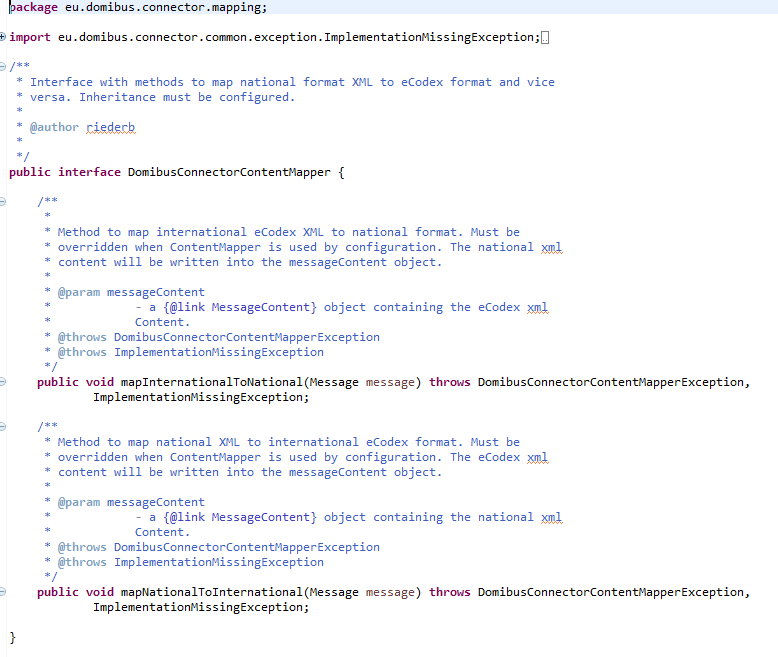 package eu.domibus.connector.mapping;
import eu.domibus.connector.common.exception.ImplementationMissingException;
/**
 * Interface with methods to map national format XML to eCodex format and vice
 * versa. Inheritance must be configured.
 *
 * @author riederb
 *
 */
public interface DomibusConnectorContentMapper {
    /**
     *
     * Method to map international eCodex XML to national format. Must be
     * overridden when ContentMapper is used by configuration. The national xml
     * content will be written into the messageContent object.
     *
     * @param messageContent
     *            - a {@link MessageContent} object containing the eCodex xml
     *            Content.
     * @throws DomibusConnectorContentMapperException
     * @throws ImplementationMissingException
     */
    public void mapInternationalToNational(Message message) throws DomibusConnectorContentMapperException,
            ImplementationMissingException;
    /**
     * Method to map national XML to international eCodex format. Must be
     * overridden when ContentMapper is used by configuration. The eCodex xml
     * content will be written into the messageContent object.
     *
     * @param messageContent
     *            - a {@link MessageContent} object containing the national xml
     *            Content.
     * @throws DomibusConnectorContentMapperException
     * @throws ImplementationMissingException
     */
    public void mapNationalToInternational(Message message) throws DomibusConnectorContentMapperException,
            ImplementationMissingException;
}